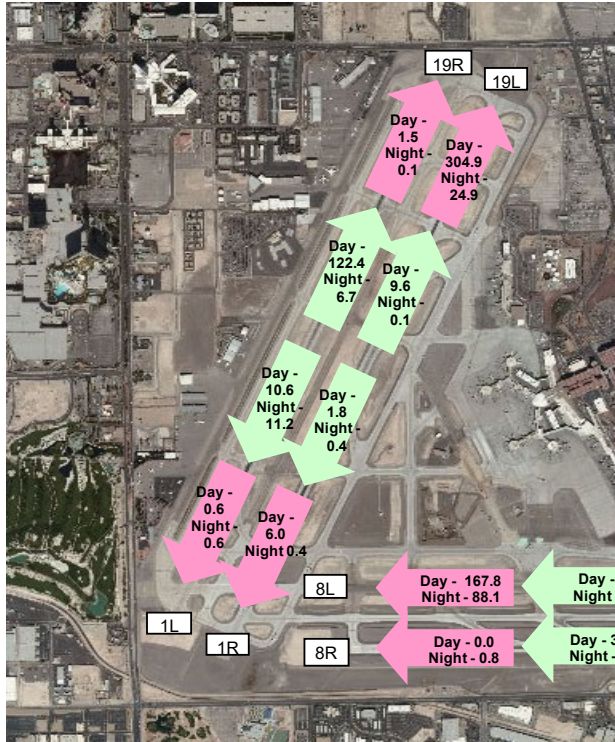 19R
19L
Day -
1.5
Night -
0.1
Day -
304.9
Night -
24.9
Day -
122.4
Night -
6.7
Day -
9.6
Night -
0.1
Day -
10.6
Night -
11.2
Day -
1.8
Night -
0.4
Day -
0.6
Night -
0.6
Day -
6.0
Night 0.4
8L
Day - 167.8
Night - 88.1
Day -
Night
1L
1R
8R
Day - 0.0
Night - 0.8
Day - 3
Night -